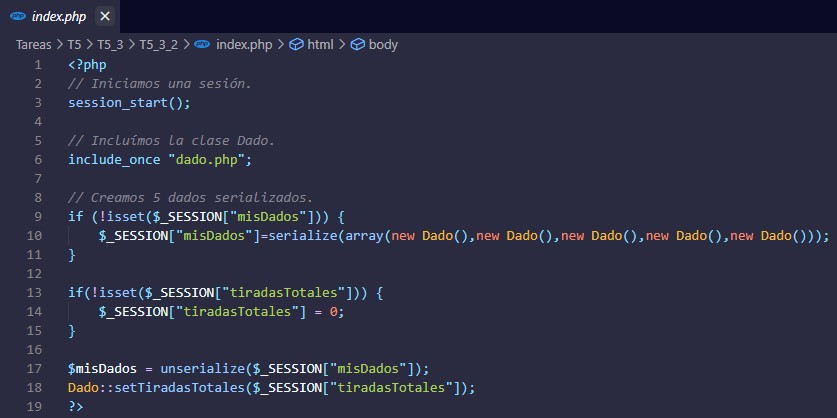 php index.php ×
Tareas > T5 > T5_3 > T5_3_2 > php index.php > html > body
1 <?php
2 // Iniciamos una sesión.
3 session_start();
4
5 // Incluímos la clase Dado.
6 include_once "dado.php";
7
8 // Creamos 5 dados serializados.
9 if (!isset($_SESSION["misDados"])) {
10 $_SESSION["misDados"]=serialize(array(new Dado(),new Dado(),new Dado(),new Dado(),new Dado()));
11 }
12
13 if(!isset($_SESSION["tiradasTotales"])) {
14 $_SESSION["tiradasTotales"] = 0;
15 }
16
17 $misDados = unserialize($_SESSION["misDados"]);
18 Dado::setTiradasTotales($_SESSION["tiradasTotales"]);
19 ?>